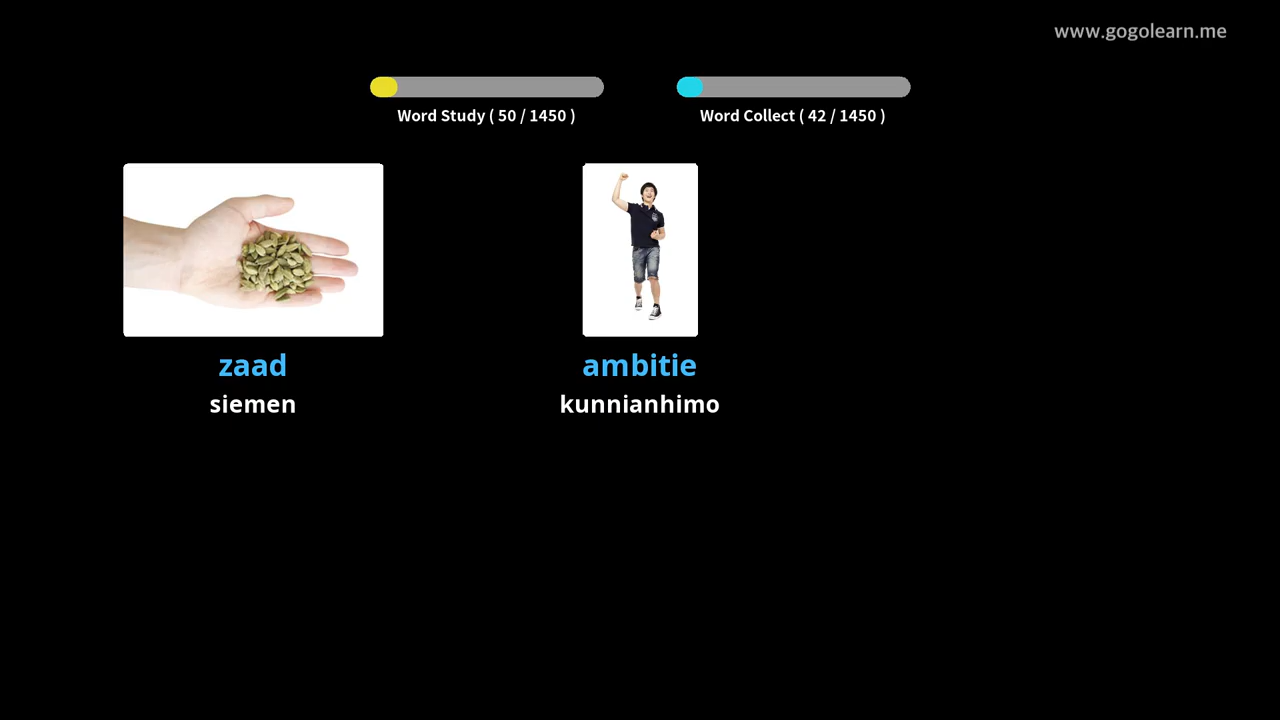 www.gogolearn.me
Word Study ( 50 / 1450 )
Word Collect ( 42 / 1450 )
zaad
siemen
ambitie
kunnianhimo